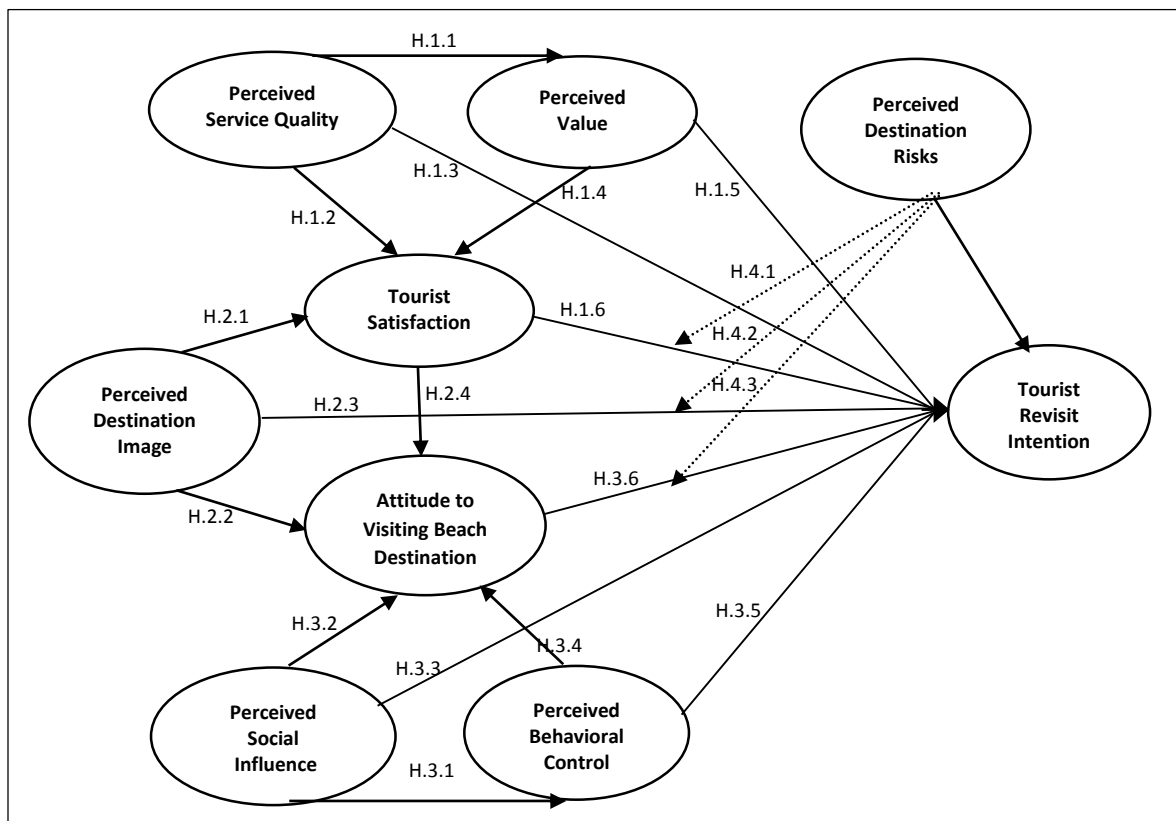 H.1.1
Perceived
Service Quality
Perceived
Value
Perceived
Destination
Risks
H.1.3
H.1.4
H.1.5
H.1.2
H.4.1
Tourist
Satisfaction
H.2.1
H.1.6
H.4.2
H.4.3
Perceived
Destination
Image
H.2.4
H.2.3
Tourist
Revisit
Intention
H.2.2
Attitude to
Visiting Beach
Destination
H.3.6
H.3.2
H.3.3
H.3.4
H.3.5
Perceived
Social
Influence
Perceived
Behavioral
Control
H.3.1